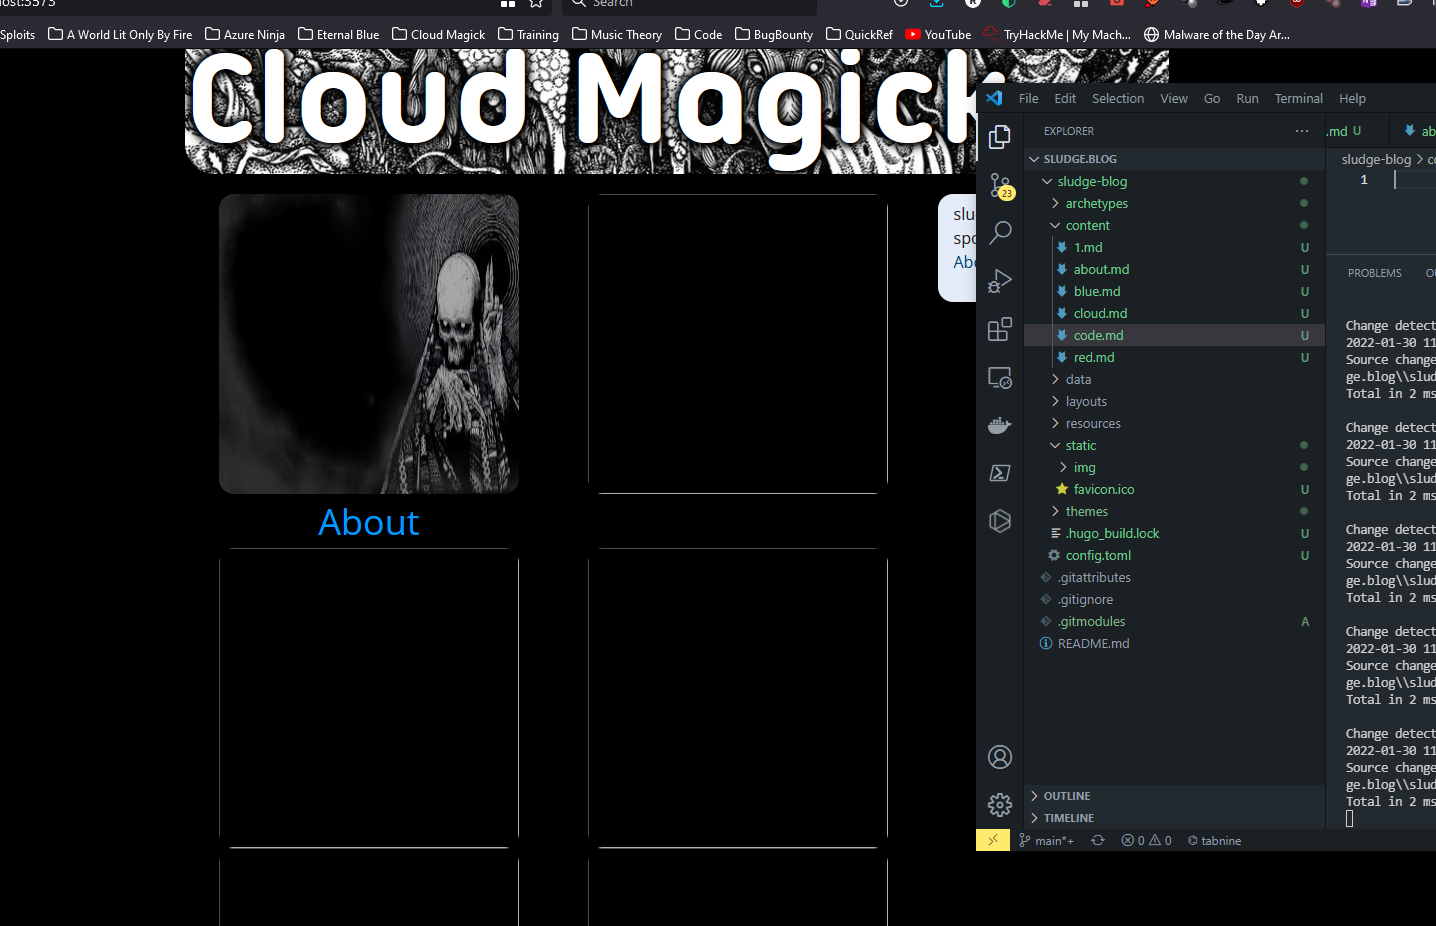 Search
Sploits
A World Lit Only By Fire
Azure Ninja
Eternal Blue
Cloud Magick
Training
Music Theory
Code
BugBounty
QuickRef
YouTube
TryHackMe | My Mach...
Malware of the Day Ar...
Cloud Magick
About
File Edit Selection View Go Run Terminal Help
EXPLORER
...
.md U
SLUDGE.BLOG
sludge-blog
archetypes
content
1.md U
about.md U
blue.md U
cloud.md U
code.md U
red.md U
data
layouts
resources
static
img
favicon.ico U
themes
.hugo_build.lock U
config.toml U
.gitattributes
.gitignore
.gitmodules A
README.md
23
OUTLINE
TIMELINE
main*+
0
0
tabnine
sludge-blog >
1
PROBLEMS
Change detect
2022-01-30 11
Source change
ge.blog\\slud
Total in 2 ms
Change detect
2022-01-30 11
Source change
ge.blog\\slud
Total in 2 ms
Change detect
2022-01-30 11
Source change
ge.blog\\slud
Total in 2 ms
Change detect
2022-01-30 11
Source change
ge.blog\\slud
Total in 2 ms
Change detect
2022-01-30 11
Source change
ge.blog\\slud
Total in 2 ms